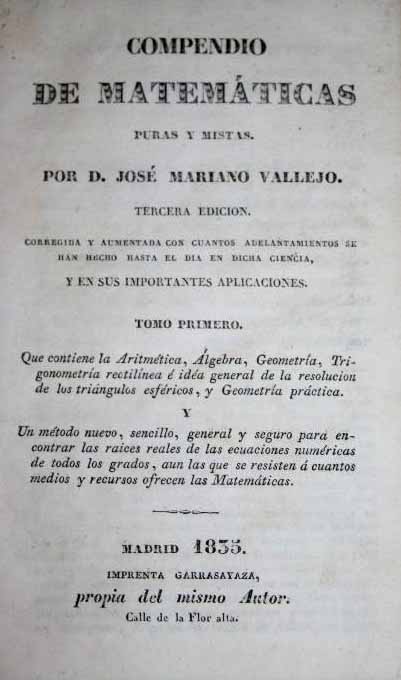 COMPENDIO
DE MATEMÁTICAS
PURAS Y MISTAS.
POR D. JOSÉ MARIANO VALLEJO.
TERCERA EDICION.
CORREGIDA Y AUMENTADA CON CUANTOS ADELANTAMIENTOS SE
HAN HECHO HASTA EL DIA EN DICHA CIENCIA,
Y EN SUS IMPORTANTES APLICACIONES.
TOMO PRIMERO.
Que contiene la Aritmética, Álgebra, Geometría, Tri-
gonometría rectilínea é idéa general de la resolucion
de los triángulos esféricos, y Geometría práctica.
Y
Un método nuevo, sencillo, general y seguro para en-
contrar las raices reales de las ecuaciones numéricas
de todos los grados, aun las que se resisten á cuantos
medios y recursos ofrecen las Matemáticas.
MADRID 1835.
IMPRENTA GARRASAYAZA,
propia del mismo Autor.
Calle de la Flor alta.